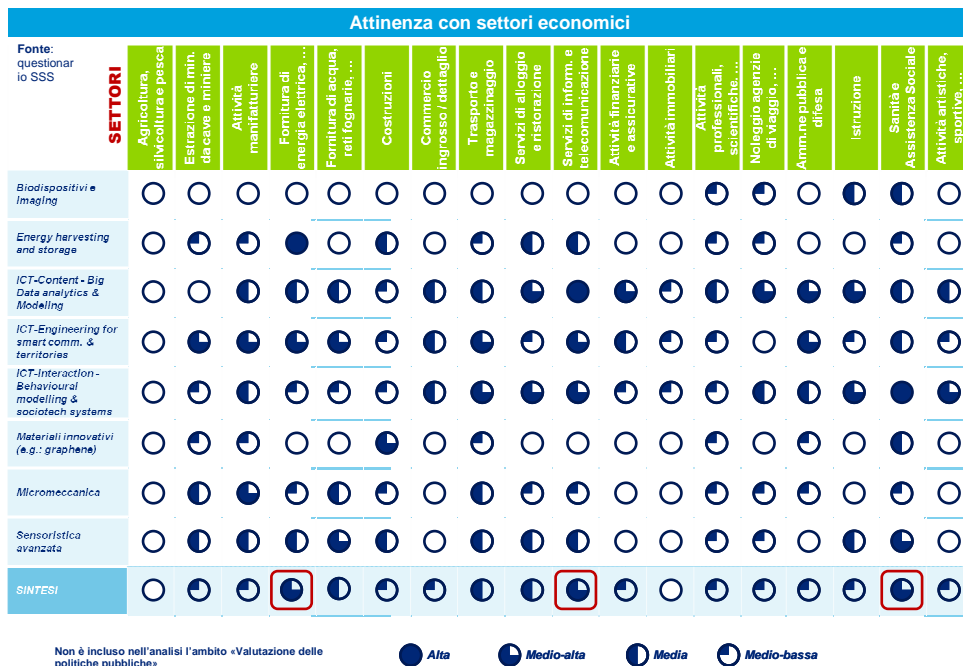 Attinenza con settori economici
Fonte:
questionar
io SSS
SETTORI
Agricoltura,
silvicoltura e pesca
Estrazione di min.
da cave e miniere
Attività
manifatturiere
Fornitura di
energia elettrica, …
Fornitura di acqua,
reti fognarie, …
Costruzioni
Commercio
ingrosso / dettaglio
Trasporto e
magazzinaggio
Servizi di alloggio
e ristorazione
Servizi di inform. e
telecomunicazione
Attività finanziarie
e assicurative
Attività immobiliari
Attività
professionali,
scientifiche, …
Noleggio agenzie
di viaggio, …
Amm.ne pubblica e
difesa
Istruzione
Sanità e
Assistenza Sociale
Attività artistiche,
sportive, …
Biodispositivi e
Imaging
Energy harvesting
and storage
ICT-Content - Big
Data analytics &
Modeling
ICT-Engineering for
smart comm. &
territories
ICT-Interaction -
Behavioural
modelling &
sociotech systems
Materiali innovativi
(e.g.: graphene)
Micromeccanica
Sensoristica
avanzata
SINTESI
Non è incluso nell'analisi l'ambito «Valutazione delle
politiche pubbliche»
Alta
Medio-alta
Media
Medio-bassa